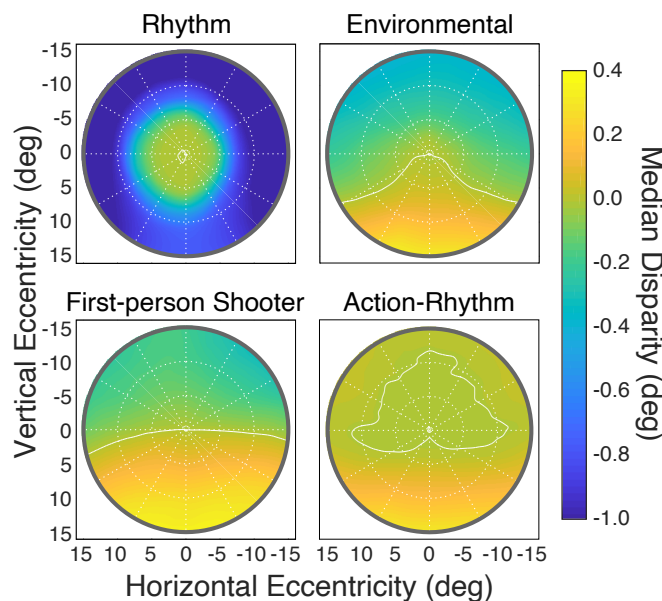 Rhythm
Environmental
-15
-10
-5
0
5
10
15
First-person Shooter
Action-Rhythm
-15
-10
-5
0
5
10
15
15 10 5 0 -5 -10 -15
15 10 5 0 -5 -10 -15
Vertical Eccentricity (deg)
Horizontal Eccentricity (deg)
0.4
0.2
0.0
-0.2
-0.4
-0.6
-0.8
-1.0
Median Disparity (deg)